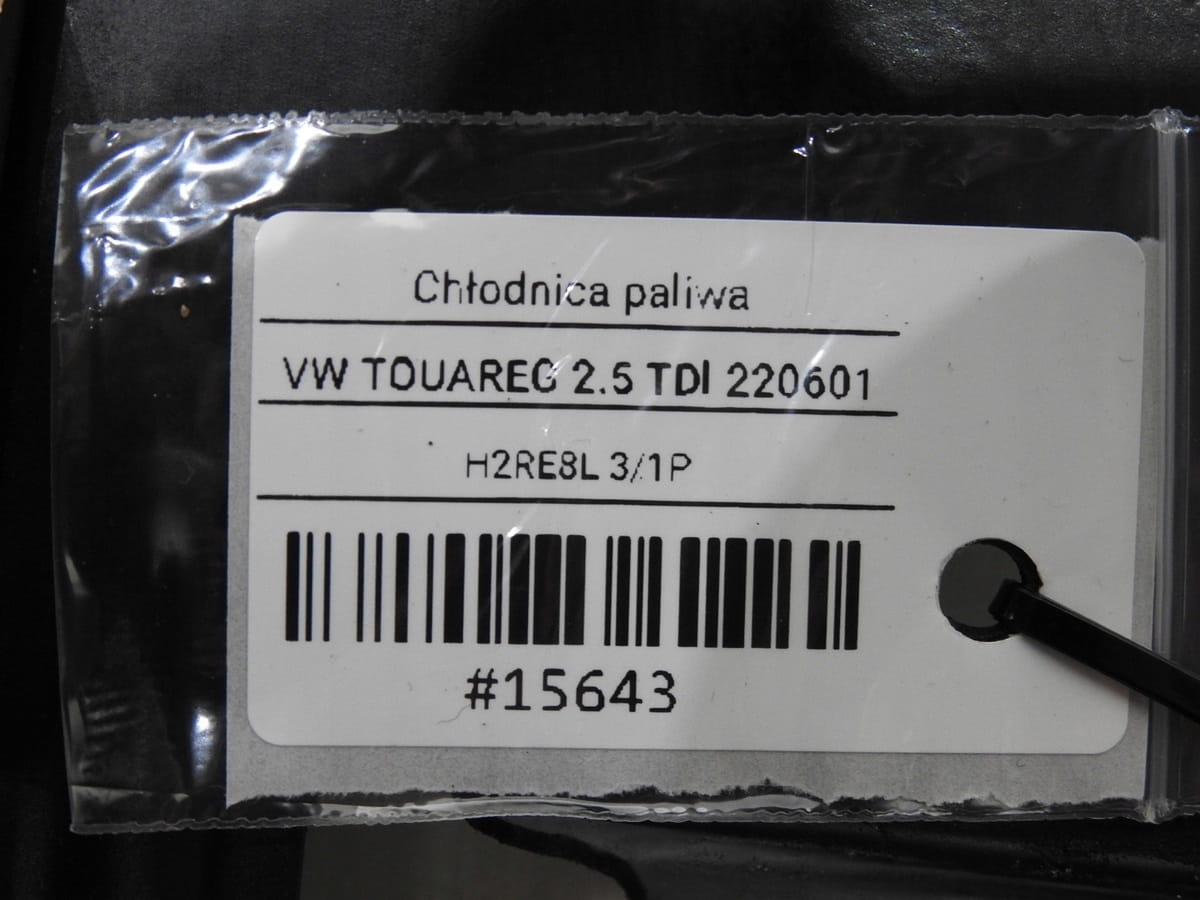 Chłodnica paliwa
VW TOUAREG 2.5 TDI 220601
H2RE8L 3/1P
#15643